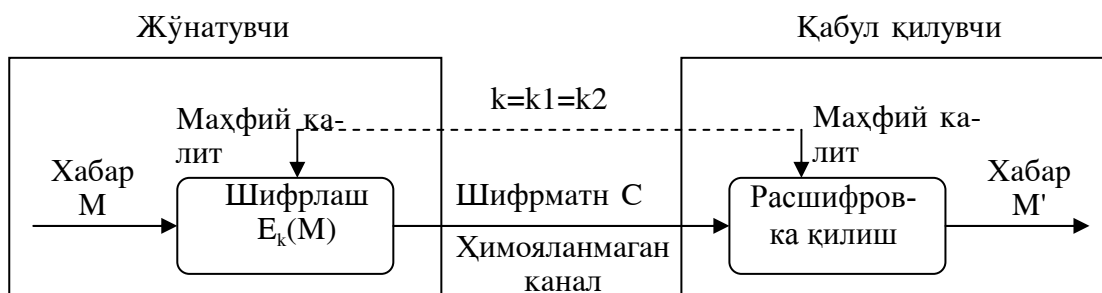 Жўнатувчи
Қабул қилувчи
k=k1=k2
Маҳфий ка-
лит
Маҳфий ка-
лит
Хабар
M
Шифрлаш
Eₖ(M)
Шифрматн C
Ҳимояланмаган
канал
Расшифров-
ка қилиш
Хабар
M'